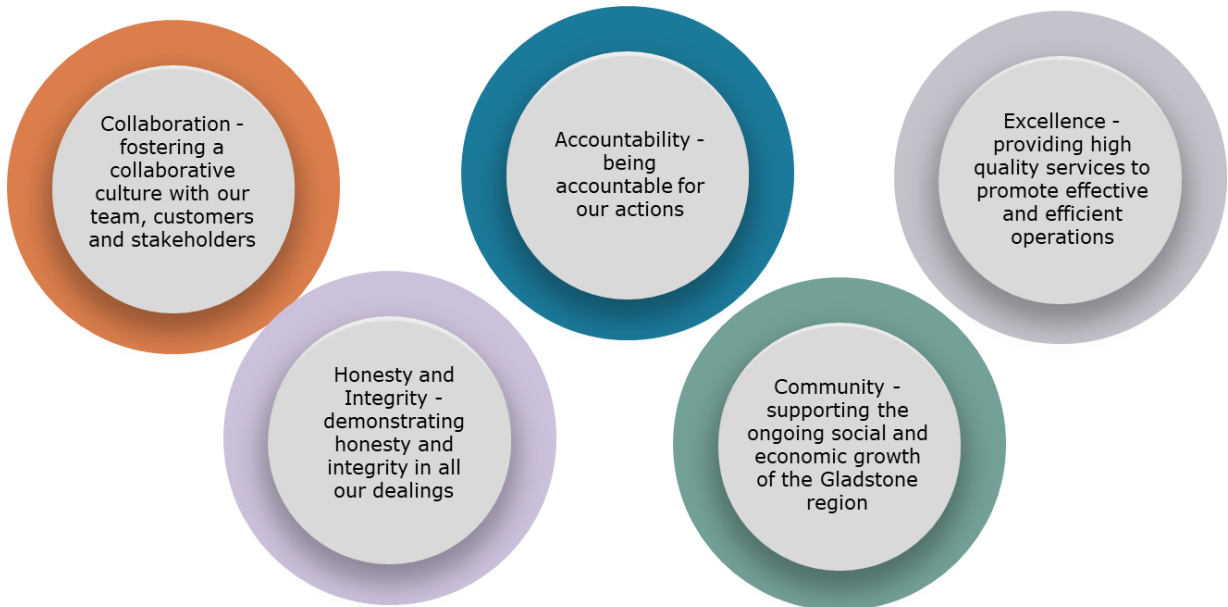 Collaboration -
fostering a
collaborative
culture with our
team, customers
and stakeholders
Honesty and
Integrity -
demonstrating
honesty and
integrity in all
our dealings
Accountability -
being
accountable for
our actions
Community -
supporting the
ongoing social and
economic growth
of the Gladstone
region
Excellence -
providing high
quality services to
promote effective
and efficient
operations